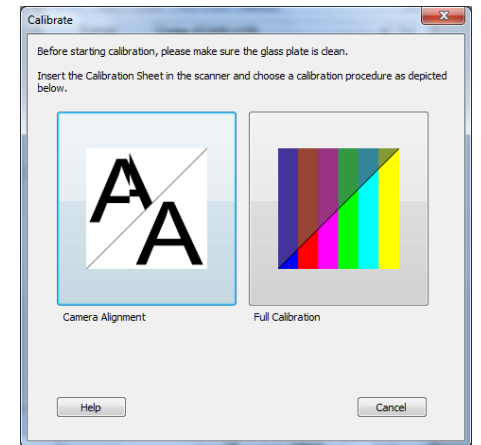 Calibrate
Before starting calibration, please make sure the glass plate is clean.
Insert the Calibration Sheet in the scanner and choose a calibration procedure as depicted
below.
A
A
Camera Alignment
Full Calibration
Help
Cancel